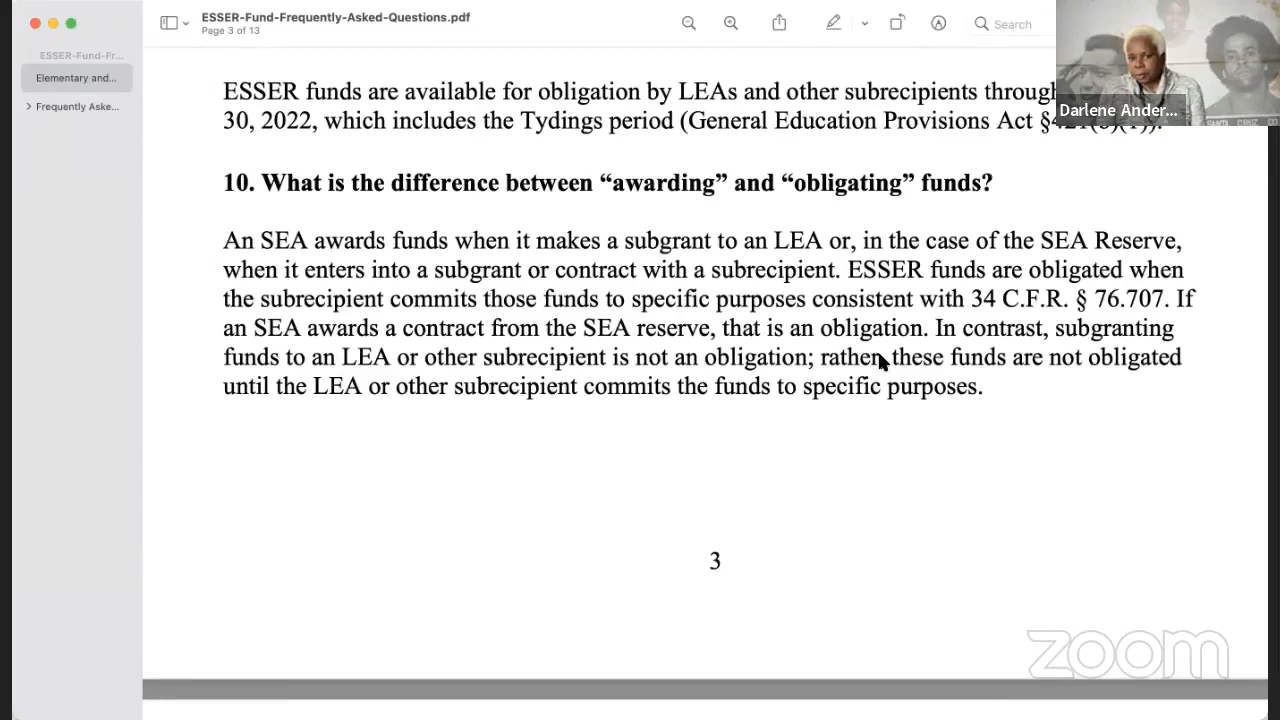 ESSER-Fund-Frequently-Asked-Questions.pdf
Page 3 of 13
Search
ESSER-Fund-Fr...
Elementary and...
Frequently Aske...
Darlene Ander...
ESSER funds are available for obligation by LEAs and other subrecipients through
30, 2022, which includes the Tydings period (General Education Provisions Act
10. What is the difference between “awarding” and “obligating” funds?
An SEA awards funds when it makes a subgrant to an LEA or, in the case of the SEA Reserve,
when it enters into a subgrant or contract with a subrecipient. ESSER funds are obligated when
the subrecipient commits those funds to specific purposes consistent with 34 C.F.R. § 76.707. If
an SEA awards a contract from the SEA reserve, that is an obligation. In contrast, subgranting
funds to an LEA or other subrecipient is not an obligation; rather these funds are not obligated
until the LEA or other subrecipient commits the funds to specific purposes.
3
zoom